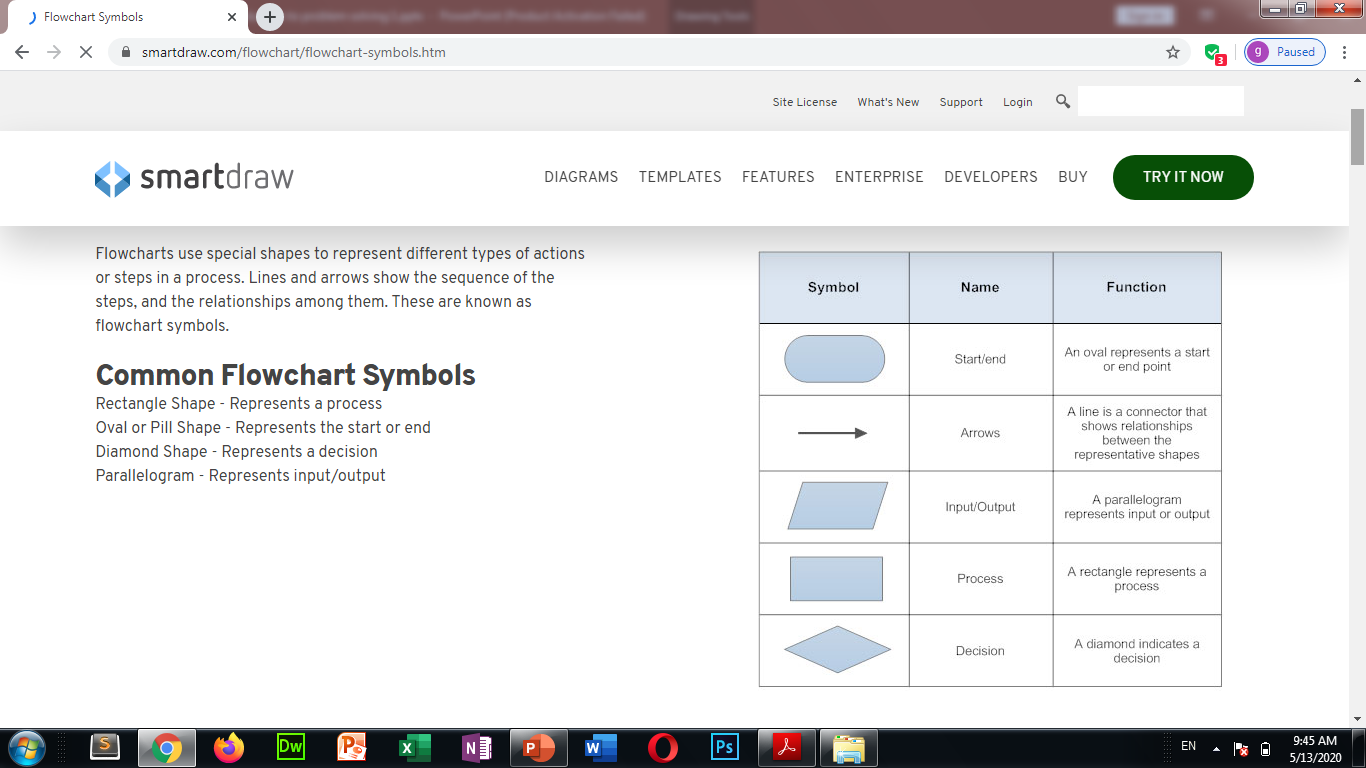 Flowchart Symbols
smartdraw.com/flowchart/flowchart-symbols.htm
3
g Paused
Site License What's New Support Login
smartdraw
DIAGRAMS TEMPLATES FEATURES ENTERPRISE DEVELOPERS BUY TRY IT NOW
Flowcharts use special shapes to represent different types of actions
or steps in a process. Lines and arrows show the sequence of the
steps, and the relationships among them. These are known as
flowchart symbols.
Common Flowchart Symbols
Rectangle Shape - Represents a process
Oval or Pill Shape - Represents the start or end
Diamond Shape - Represents a decision
Parallelogram - Represents input/output
Symbol Name Function
Start/end
An oval represents a start
or end point
Arrows
A line is a connector that
shows relationships
between the
representative shapes
Input/Output
A parallelogram
represents input or output
Process
A rectangle represents a
process
Decision
A diamond indicates a
decision
S Dw P X N P W Ps
EN
9:45 AM
5/13/2020